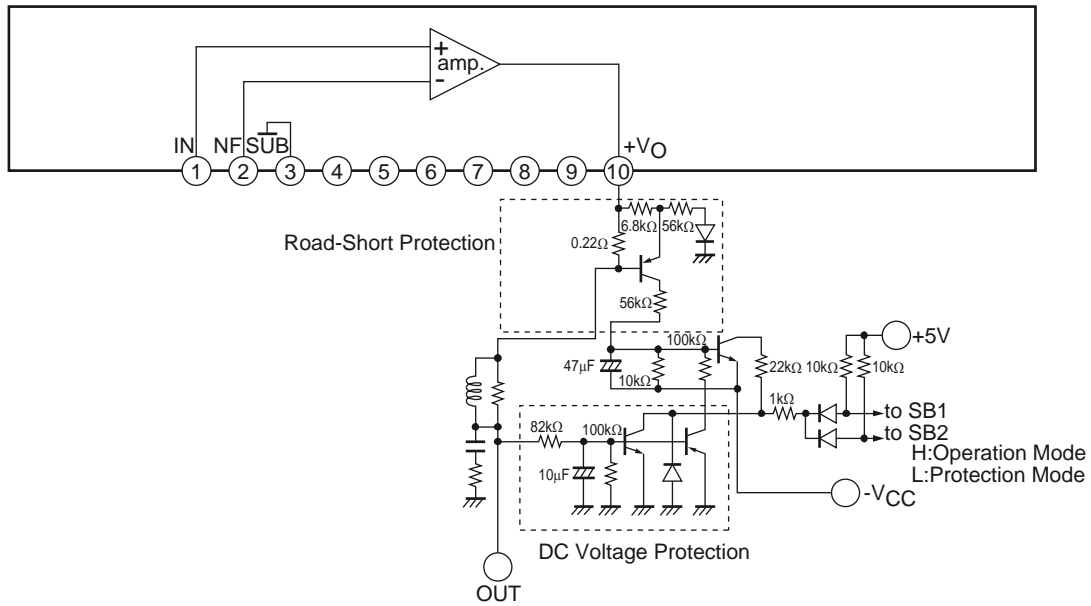 +
amp.
-
IN
NF
SUB
+VO
1
2
3
4
5
6
7
8
9
10
Road-Short Protection
6.8kΩ
56kΩ
0.22Ω
56kΩ
100kΩ
+5V
47μF
10kΩ
22kΩ
10kΩ
10kΩ
1kΩ
to SB1
to SB2
H:Operation Mode
L:Protection Mode
82kΩ
100kΩ
10μF
-VCC
DC Voltage Protection
OUT